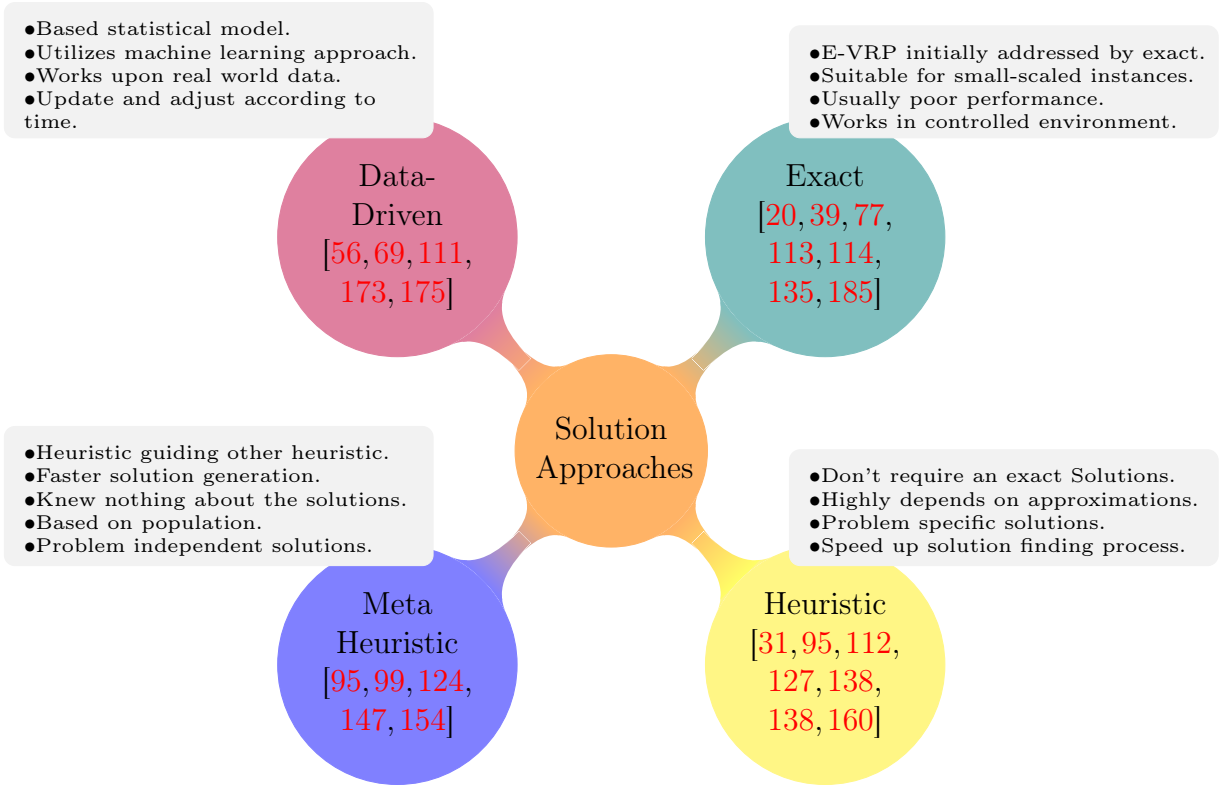 ●Based statistical model.
●Utilizes machine learning approach.
●Works upon real world data.
●Update and adjust according to
time.
Data-
Driven
[56, 69, 111,
173, 175]
●E-VRP initially addressed by exact.
●Suitable for small-scaled instances.
●Usually poor performance.
●Works in controlled environment.
Exact
[20, 39, 77,
113, 114,
135, 185]
Solution
Approaches
●Heuristic guiding other heuristic.
●Faster solution generation.
●Knew nothing about the solutions.
●Based on population.
●Problem independent solutions.
Meta
Heuristic
[95, 99, 124,
147, 154]
●Don't require an exact Solutions.
●Highly depends on approximations.
●Problem specific solutions.
●Speed up solution finding process.
Heuristic
[31, 95, 112,
127, 138,
138, 160]